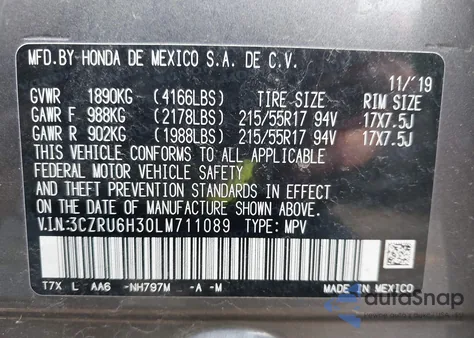 MFD.BY HONDA DE MEXICO S.A. DE C.V.
11/'19
GVWR 1890KG (4166LBS) TIRE SIZE RIM SIZE
GAWR F 988KG (2178LBS) 215/55R17 94V 17X7.5J
GAWR R 902KG (1988LBS) 215/55R17 94V 17X7.5J
THIS VEHICLE CONFORMS TO ALL APPLICABLE
FEDERAL MOTOR VEHICLE SAFETY
AND THEFT PREVENTION STANDARDS IN EFFECT
ON THE DATE OF MANUFACTURE SHOWN ABOVE.
V.I.N:3CZRU6H30LM711089 TYPE: MPV
T7X L AA6 -NH797M -A -M MADE IN MEXICO
autoSnap